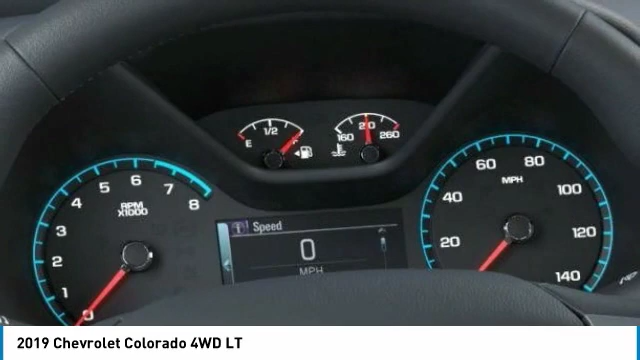 E 1/2 F
160 210 260
1 2 3 4 5 6 7 8
RPM
X1000
Speed
0
MPH
20 40 60 80 100 120 140
MPH
0
2019 Chevrolet Colorado 4WD LT